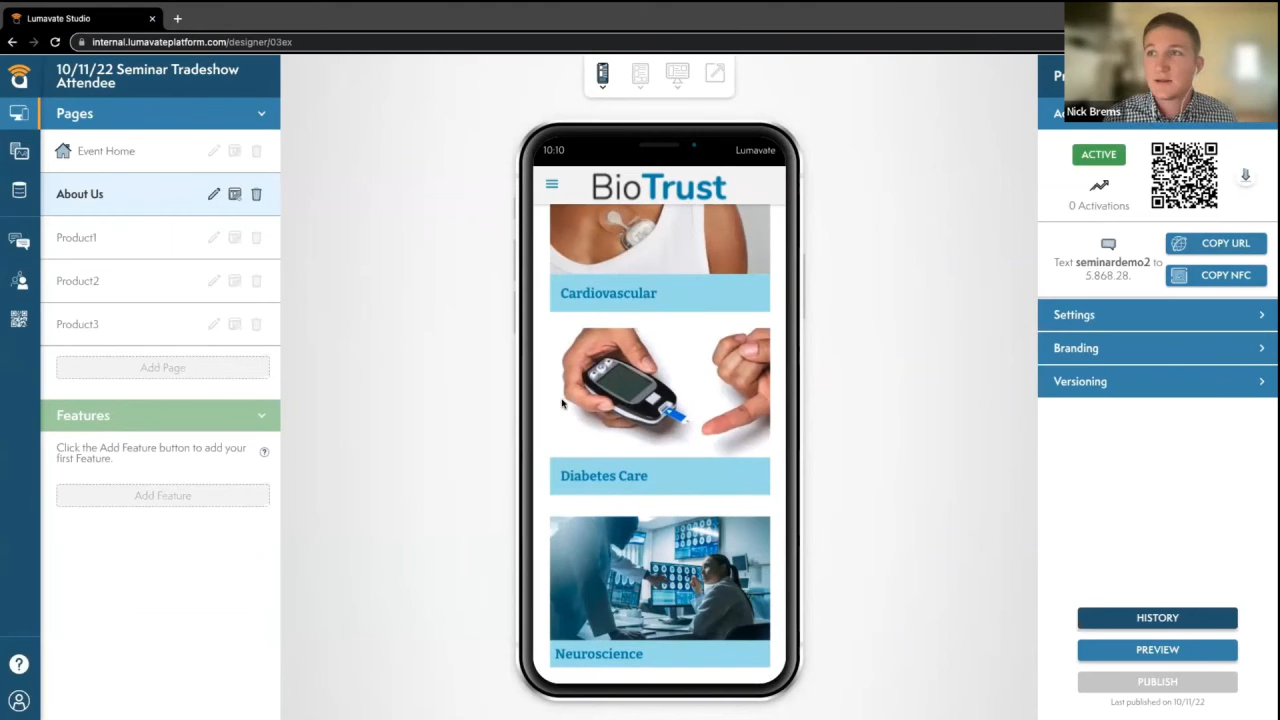 Lumavate Studio
internal.lumavateplatform.com/designer/03ex
10/11/22 Seminar Tradeshow
Attendee
Pages
Event Home
About Us
Product1
Product2
Product3
Add Page
Features
Click the Add Feature button to add your
first Feature.
Add Feature
10:10
Lumavate
BioTrust
Cardiovascular
Diabetes Care
Neuroscience
Nick Brems
ACTIVE
0 Activations
Text seminardemo2 to
5.868.28.
COPY URL
COPY NFC
Settings
Branding
Versioning
HISTORY
PREVIEW
PUBLISH
Last published on 10/11/22